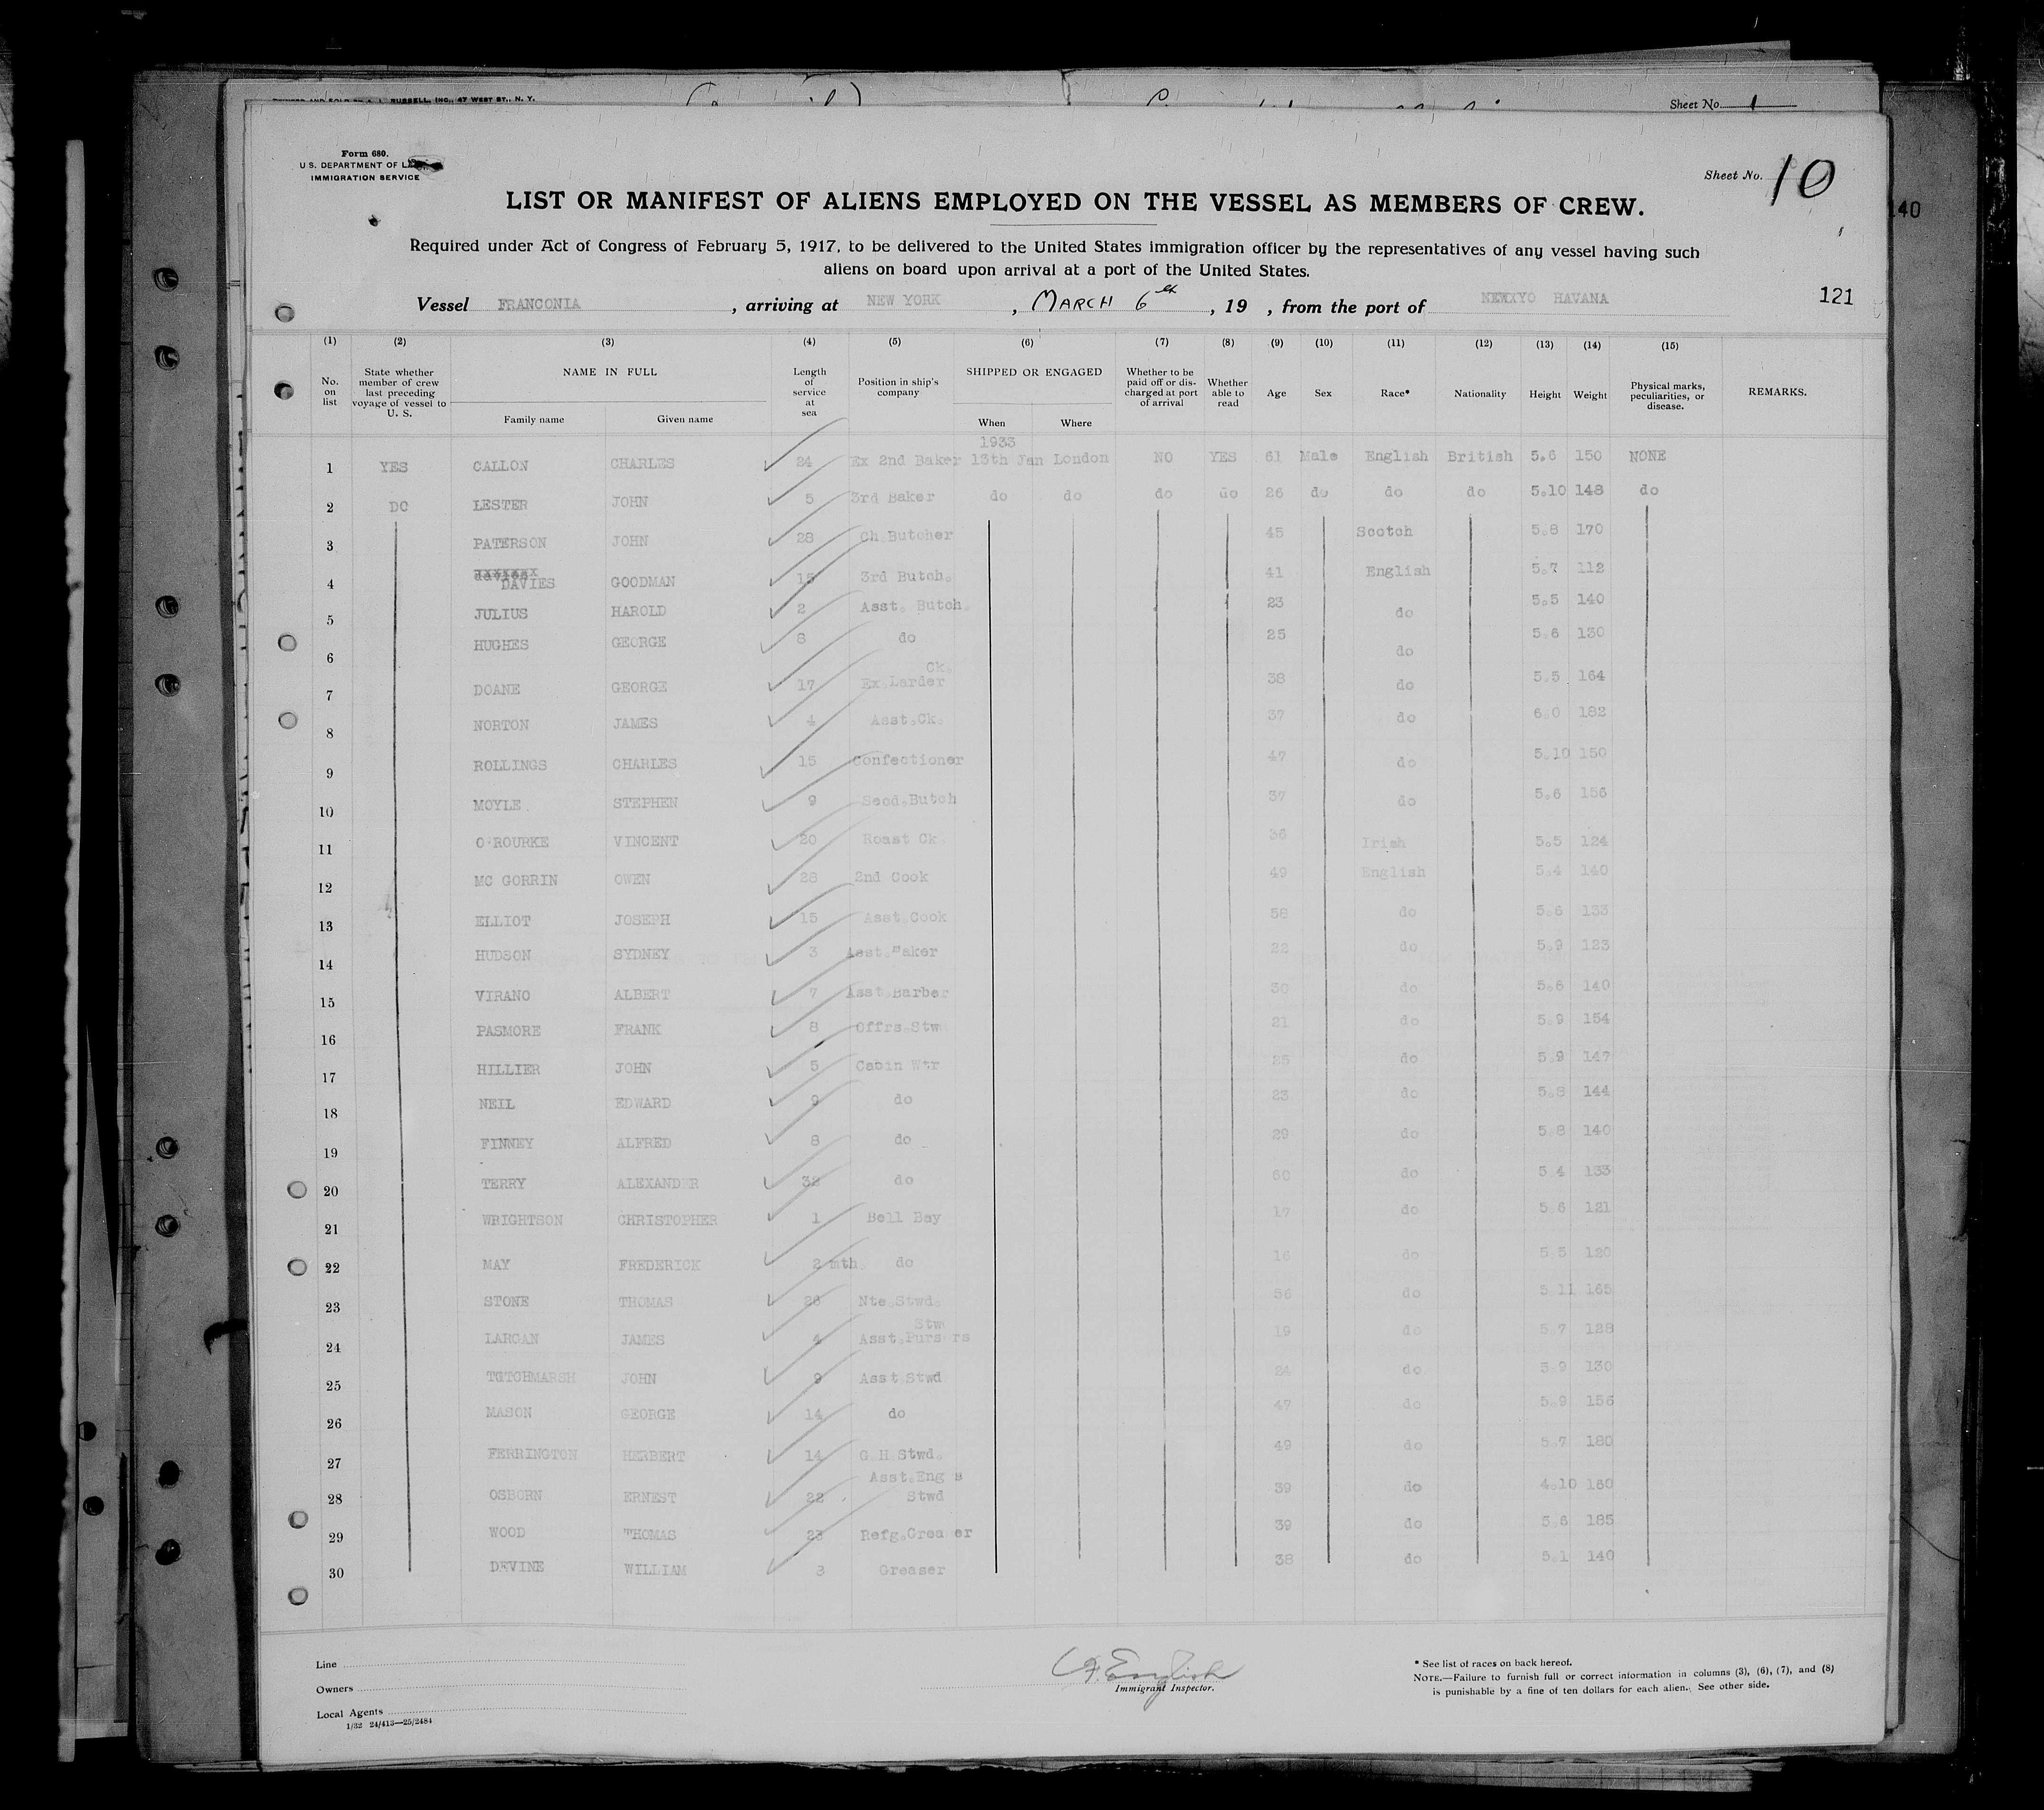 RUSSELL, INC., 47 WEST ST., N. Y.
Sheet No. 1
Form 680.
U. S. DEPARTMENT OF
IMMIGRATION SERVICE
Sheet No. 10
140
LIST OR MANIFEST OF ALIENS EMPLOYED ON THE VESSEL AS MEMBERS OF CREW.
Required under Act of Congress of February 5, 1917, to be delivered to the United States immigration officer by the representatives of any vessel having such
aliens on board upon arrival at a port of the United States.
Vessel FRANCONIA , arriving at NEW YORK , MARCH 6th , 19 , from the port of HAVANA 121
(1) (2) (3) (4) (5) (6) (7) (8) (9) (10) (11) (12) (13) (14) (15)
No. on list
State whether member of crew last preceding voyage of vessel to U. S.
NAME IN FULL
Family name Given name
Length of service at sea
Position in ship's company
SHIPPED OR ENGAGED
When Where
Whether to be paid off or discharged at port of arrival
Whether able to read
Age Sex Race* Nationality Height Weight
Physical marks, peculiarities, or disease.
REMARKS.
1933
1 YES CALLON CHARLES 24 Ex 2nd Baker 13th Jan London NO YES 61 Male English British 5.6 150 NONE
2 DO LESTER JOHN 5 3rd Baker do do do do 26 do do do 5.10 148 do
3 PATERSON JOHN 28 Ch.Butcher 45 Scotch 5.8 170
4 DAVIES GOODMAN 15 3rd Butch. 41 English 5.7 112
5 JULIUS HAROLD 2 Asst. Butch. 23 do 5.5 140
6 HUGHES GEORGE 8 do 25 do 5.6 130
7 DOANE GEORGE 17 Ex.Larder Ck. 38 do 5.5 164
8 NORTON JAMES 4 Asst.Ck. 37 do 6.0 182
9 ROLLINGS CHARLES 15 Confectioner 47 do 5.10 150
10 MOYLE STEPHEN 9 Secd.Butch 37 do 5.6 156
11 O'ROURKE VINCENT 20 Roast Ck. 36 Irish 5.5 124
12 MC GORRIN OWEN 28 2nd Cook 49 English 5.4 140
13 ELLIOT JOSEPH 15 Asst.Cook 58 do 5.6 133
14 HUDSON SYDNEY 3 Asst.Baker 22 do 5.9 123
15 VIRANO ALBERT 7 Asst.Barber 30 do 5.6 140
16 PASMORE FRANK 8 Offrs.Stwd 21 do 5.9 154
17 HILLIER JOHN 5 Cabin Wtr 25 do 5.9 147
18 NEIL EDWARD 9 do 23 do 5.8 144
19 FINNEY ALFRED 8 do 29 do 5.8 140
20 TERRY ALEXANDER 38 do 60 do 5.4 133
21 WRIGHTSON CHRISTOPHER 1 Bell Bay 17 do 5.6 121
22 MAY FREDERICK 2 mth. do 16 do 5.5 120
23 STONE THOMAS 28 Nte.Stwd. 56 do 5.11 165
24 LARGAN JAMES 4 Asst.Pursers Stwd 19 do 5.7 128
25 TUTCHMARSH JOHN 9 Asst.Stwd 24 do 5.9 130
26 MASON GEORGE 14 do 47 do 5.9 156
27 FERRINGTON HERBERT 14 G.H.Stwd. 49 do 5.7 180
28 OSBORN ERNEST 22 Asst.Eng's Stwd 39 do 4.10 160
29 WOOD THOMAS 23 Refg.Greaser 39 do 5.6 185
30 DEVINE WILLIAM 3 Greaser 38 do 5.1 140
Line
Owners
Local Agents
1/32 24/413—25/2484
English
Immigrant Inspector.
* See list of races on back hereof.
NOTE.—Failure to furnish full or correct information in columns (3), (6), (7), and (8)
is punishable by a fine of ten dollars for each alien. See other side.